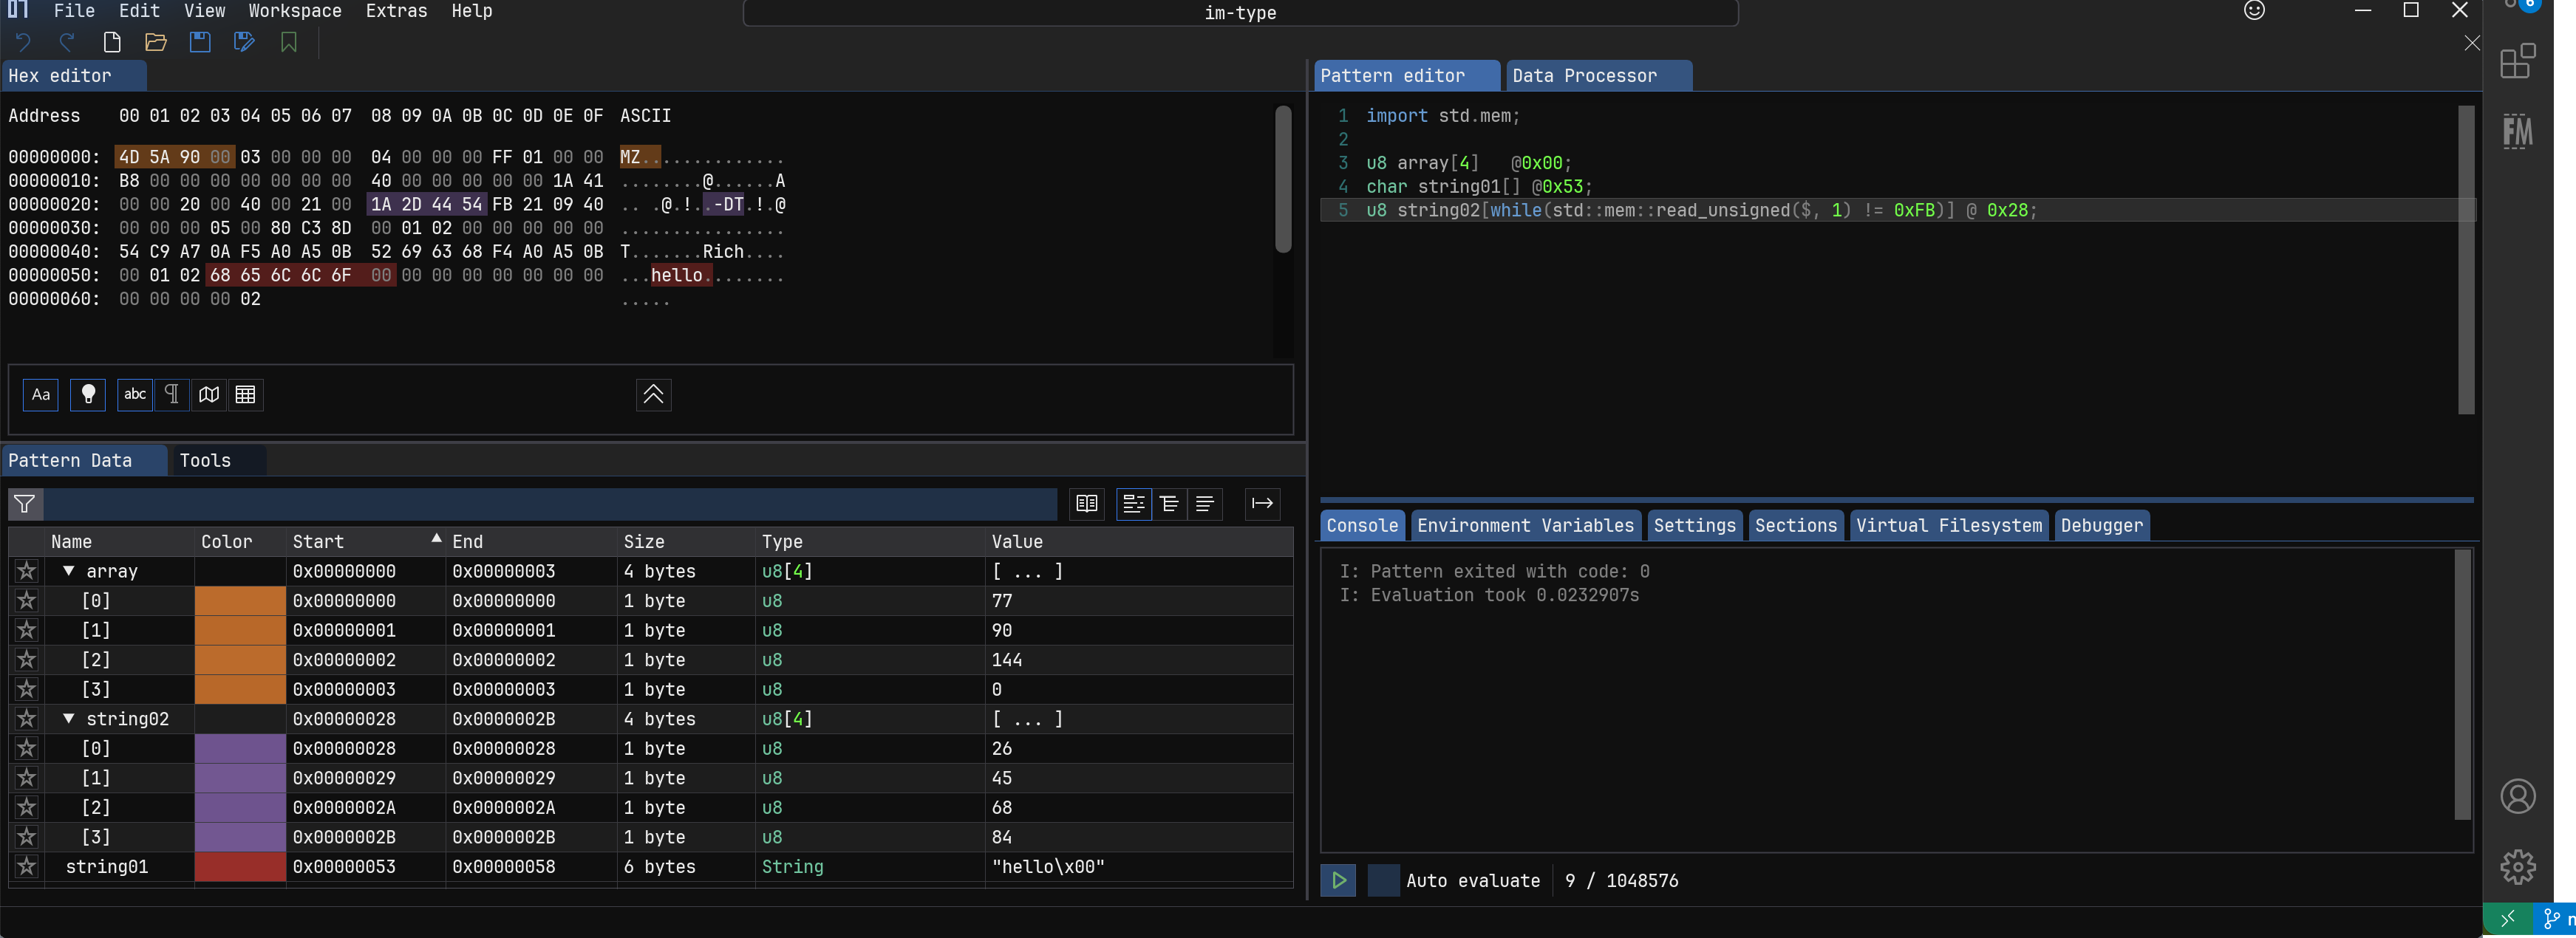 File Edit View Workspace Extras Help
im-type
6
Hex editor
Address 00 01 02 03 04 05 06 07 08 09 0A 0B 0C 0D 0E 0F ASCII
00000000: 4D 5A 90 00 03 00 00 00 04 00 00 00 FF 01 00 00 MZ..............
00000010: B8 00 00 00 00 00 00 00 40 00 00 00 00 00 1A 41 ........@......A
00000020: 00 00 20 00 40 00 21 00 1A 2D 44 54 FB 21 09 40 .. .@.!..-DT.!.@
00000030: 00 00 00 05 00 80 C3 8D 00 01 02 00 00 00 00 00 ................
00000040: 54 C9 A7 0A F5 A0 A5 0B 52 69 63 68 F4 A0 A5 0B T.......Rich....
00000050: 00 01 02 68 65 6C 6C 6F 00 00 00 00 00 00 00 00 ...hello........
00000060: 00 00 00 00 02 .....
Aa abc
Pattern Data Tools
Name Color Start End Size Type Value
array 0x00000000 0x00000003 4 bytes u8[4] [ ... ]
[0] 0x00000000 0x00000000 1 byte u8 77
[1] 0x00000001 0x00000001 1 byte u8 90
[2] 0x00000002 0x00000002 1 byte u8 144
[3] 0x00000003 0x00000003 1 byte u8 0
string02 0x00000028 0x0000002B 4 bytes u8[4] [ ... ]
[0] 0x00000028 0x00000028 1 byte u8 26
[1] 0x00000029 0x00000029 1 byte u8 45
[2] 0x0000002A 0x0000002A 1 byte u8 68
[3] 0x0000002B 0x0000002B 1 byte u8 84
string01 0x00000053 0x00000058 6 bytes String "hello\x00"
Pattern editor Data Processor
1 import std.mem;
2
3 u8 array[4] @0x00;
4 char string01[] @0x53;
5 u8 string02[while(std::mem::read_unsigned($, 1) != 0xFB)] @ 0x28;
Console Environment Variables Settings Sections Virtual Filesystem Debugger
I: Pattern exited with code: 0
I: Evaluation took 0.0232907s
Auto evaluate 9 / 1048576
FM